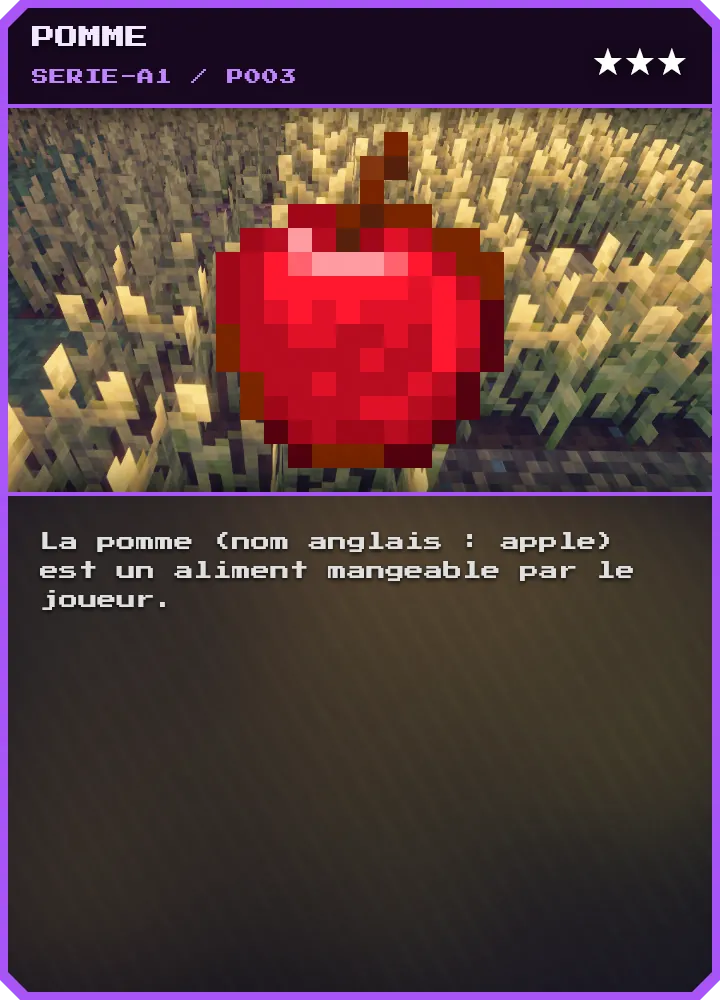 POMME
SERIE-A1 / P003
★★★
La pomme (nom anglais : apple)
est un aliment mangeable par le
joueur.